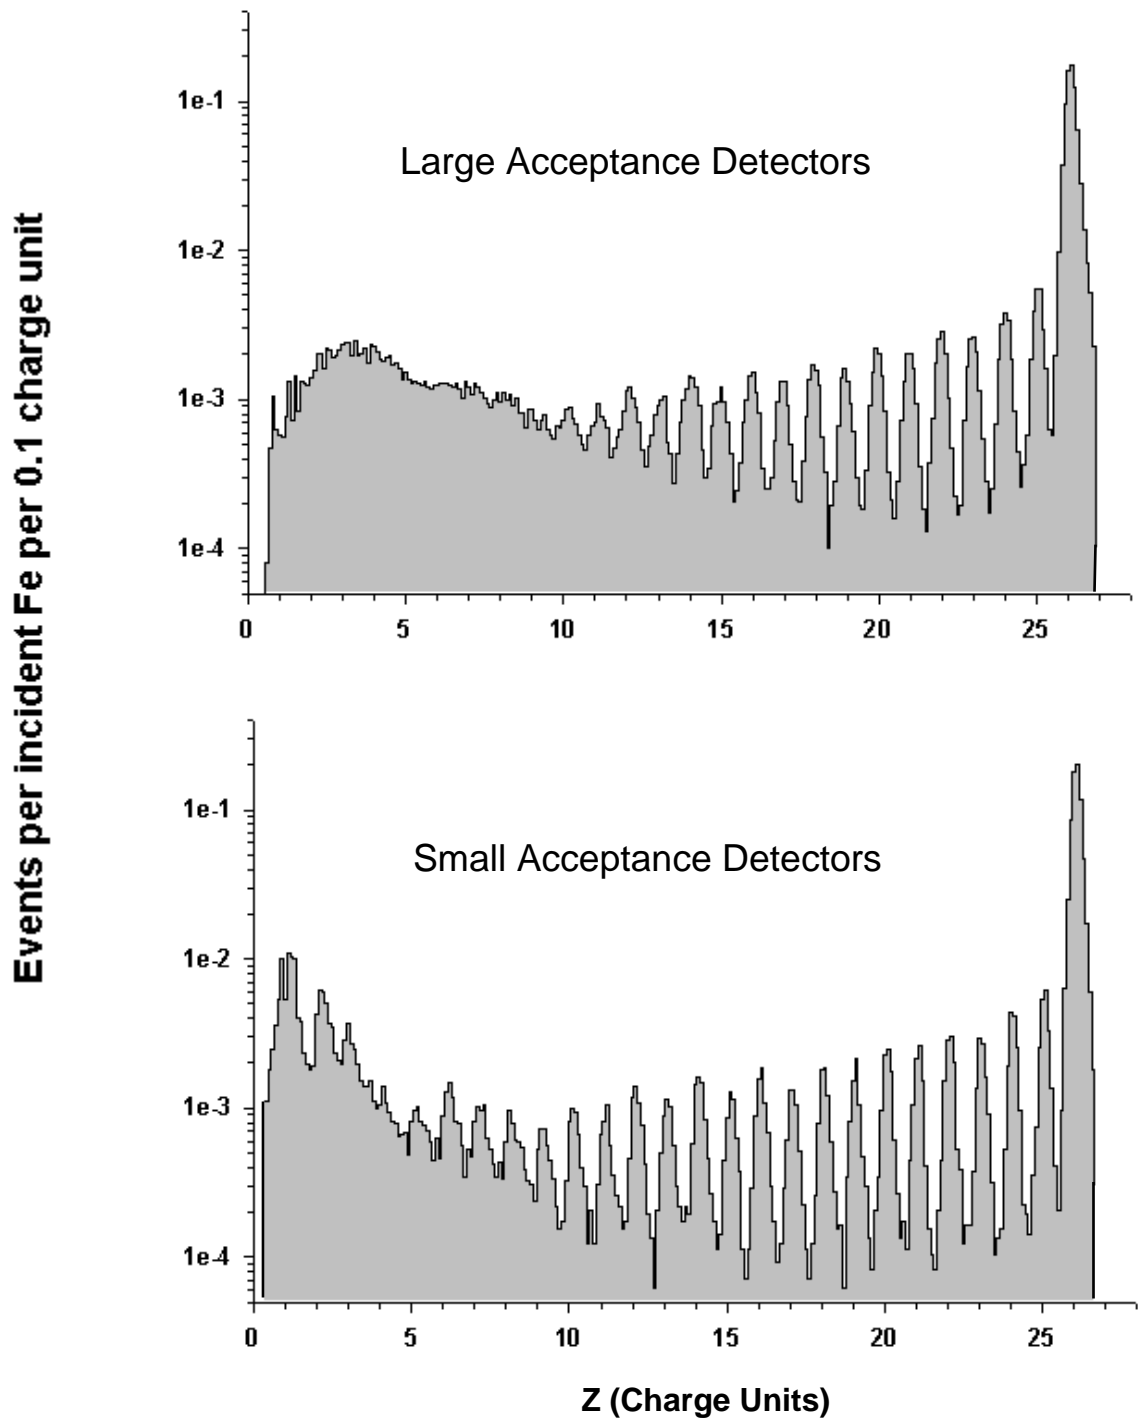 Events per incident Fe per 0.1 charge unit
Large Acceptance Detectors
1e-1
1e-2
1e-3
1e-4
0 5 10 15 20 25
Small Acceptance Detectors
1e-1
1e-2
1e-3
1e-4
0 5 10 15 20 25
Z (Charge Units)